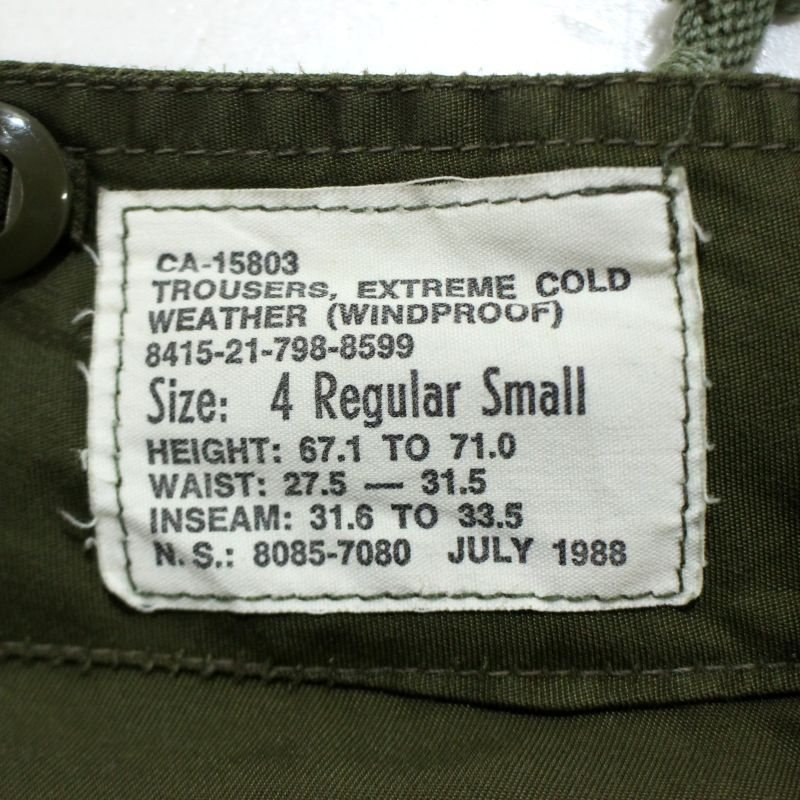 CA-15803
TROUSERS, EXTREME COLD
WEATHER (WINDPROOF)
8415-21-798-8599
Size: 4 Regular Small
HEIGHT: 67.1 TO 71.0
WAIST: 27.5 — 31.5
INSEAM: 31.6 TO 33.5
N. S.: 8085-7080 JULY 1988